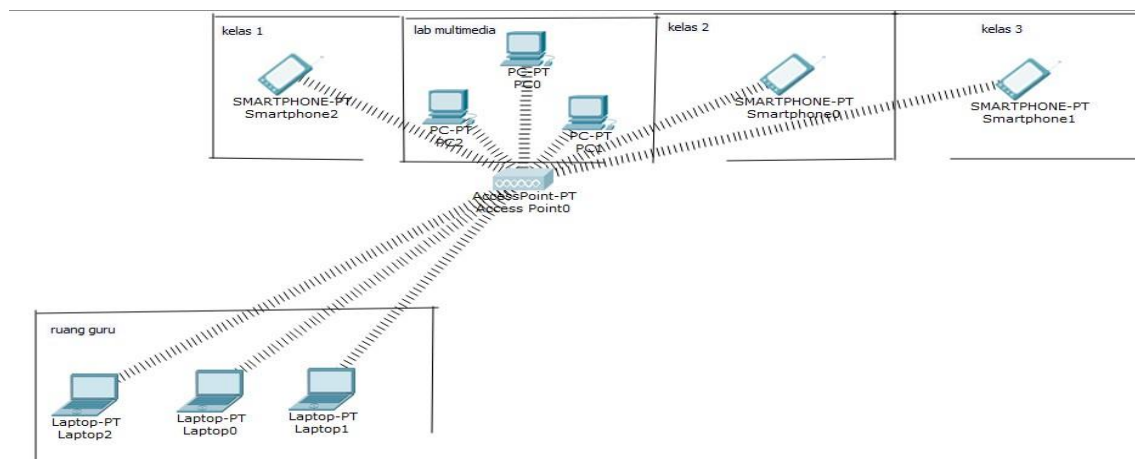 kelas 1
SMARTPHONE-PT
Smartphone2
lab multimedia
PC-PT
PC0
PC-PT
PC2
PC-PT
PC1
kelas 2
SMARTPHONE-PT
Smartphone0
kelas 3
SMARTPHONE-PT
Smartphone1
AccessPoint-PT
Access Point0
ruang guru
Laptop-PT
Laptop2
Laptop-PT
Laptop0
Laptop-PT
Laptop1